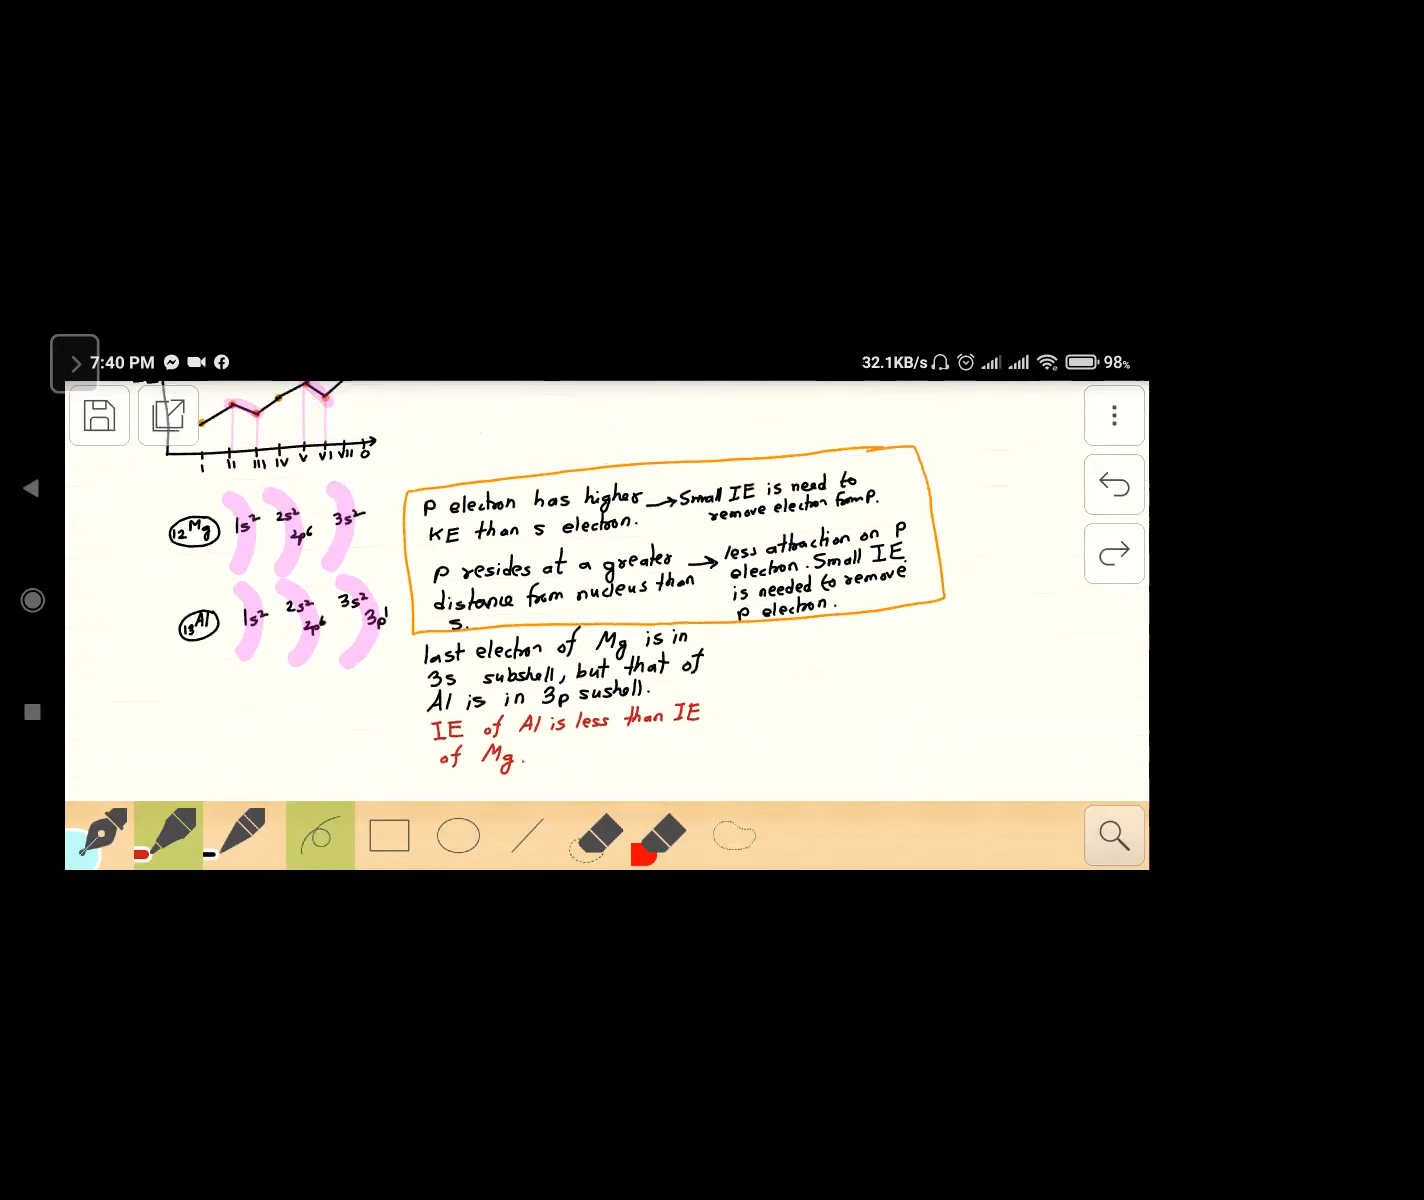 7:40 PM
32.1KB/s 98%
I II III IV V VI VII 0
12Mg 1s² 2s² 3s²
2p⁶
13Al 1s² 2s² 3s²
2p⁶ 3p¹
P electron has higher → Small IE is need to
KE than s electron. remove electron from P.
P resides at a greater → less attraction on P
distance from nucleus than electron. Small IE
s. is needed to remove
P electron.
last electron of Mg is in
3s subshell, but that of
Al is in 3p sushell.
IE of Al is less than IE
of Mg.